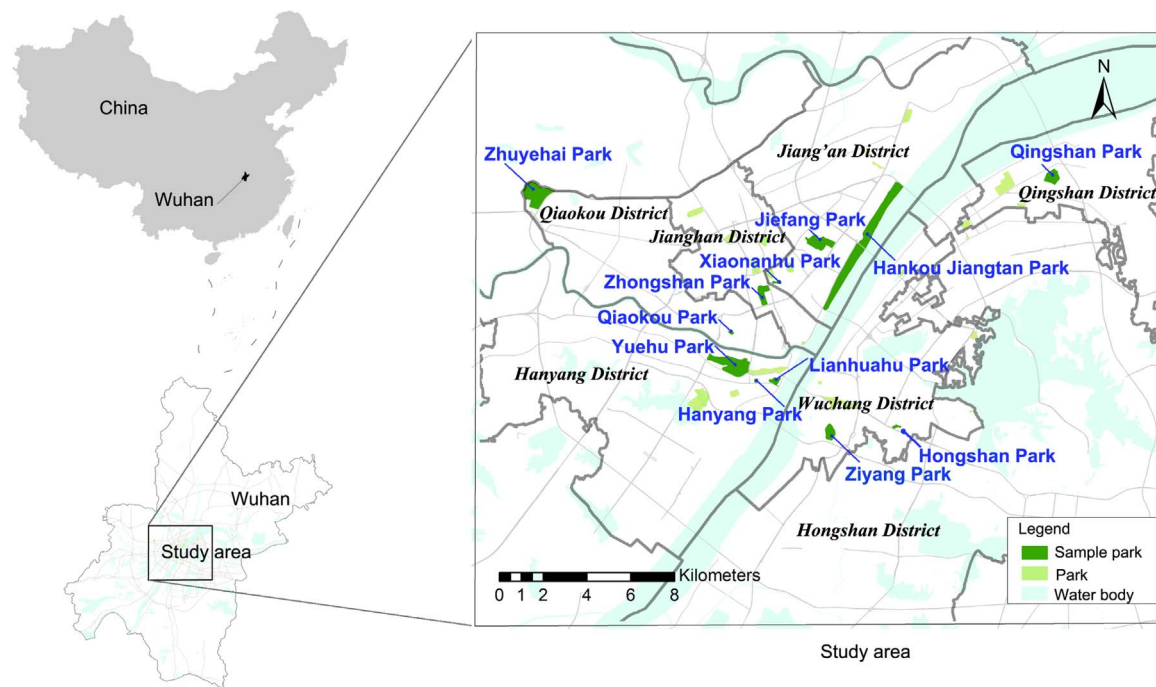 China
Wuhan
Wuhan
Study area
N
Jiang'an District
Zhuyehai Park
Qingshan Park
Qiaokou District
Qingshan District
Jiefang Park
Jianghan District
Xiaonanhu Park
Hankou Jiangtan Park
Zhongshan Park
Qiaokou Park
Yuehu Park
Lianhuahu Park
Hanyang District
Wuchang District
Hanyang Park
Hongshan Park
Ziyang Park
Hongshan District
Legend
Sample park
Park
Water body
Kilometers
0 1 2 4 6 8
Study area